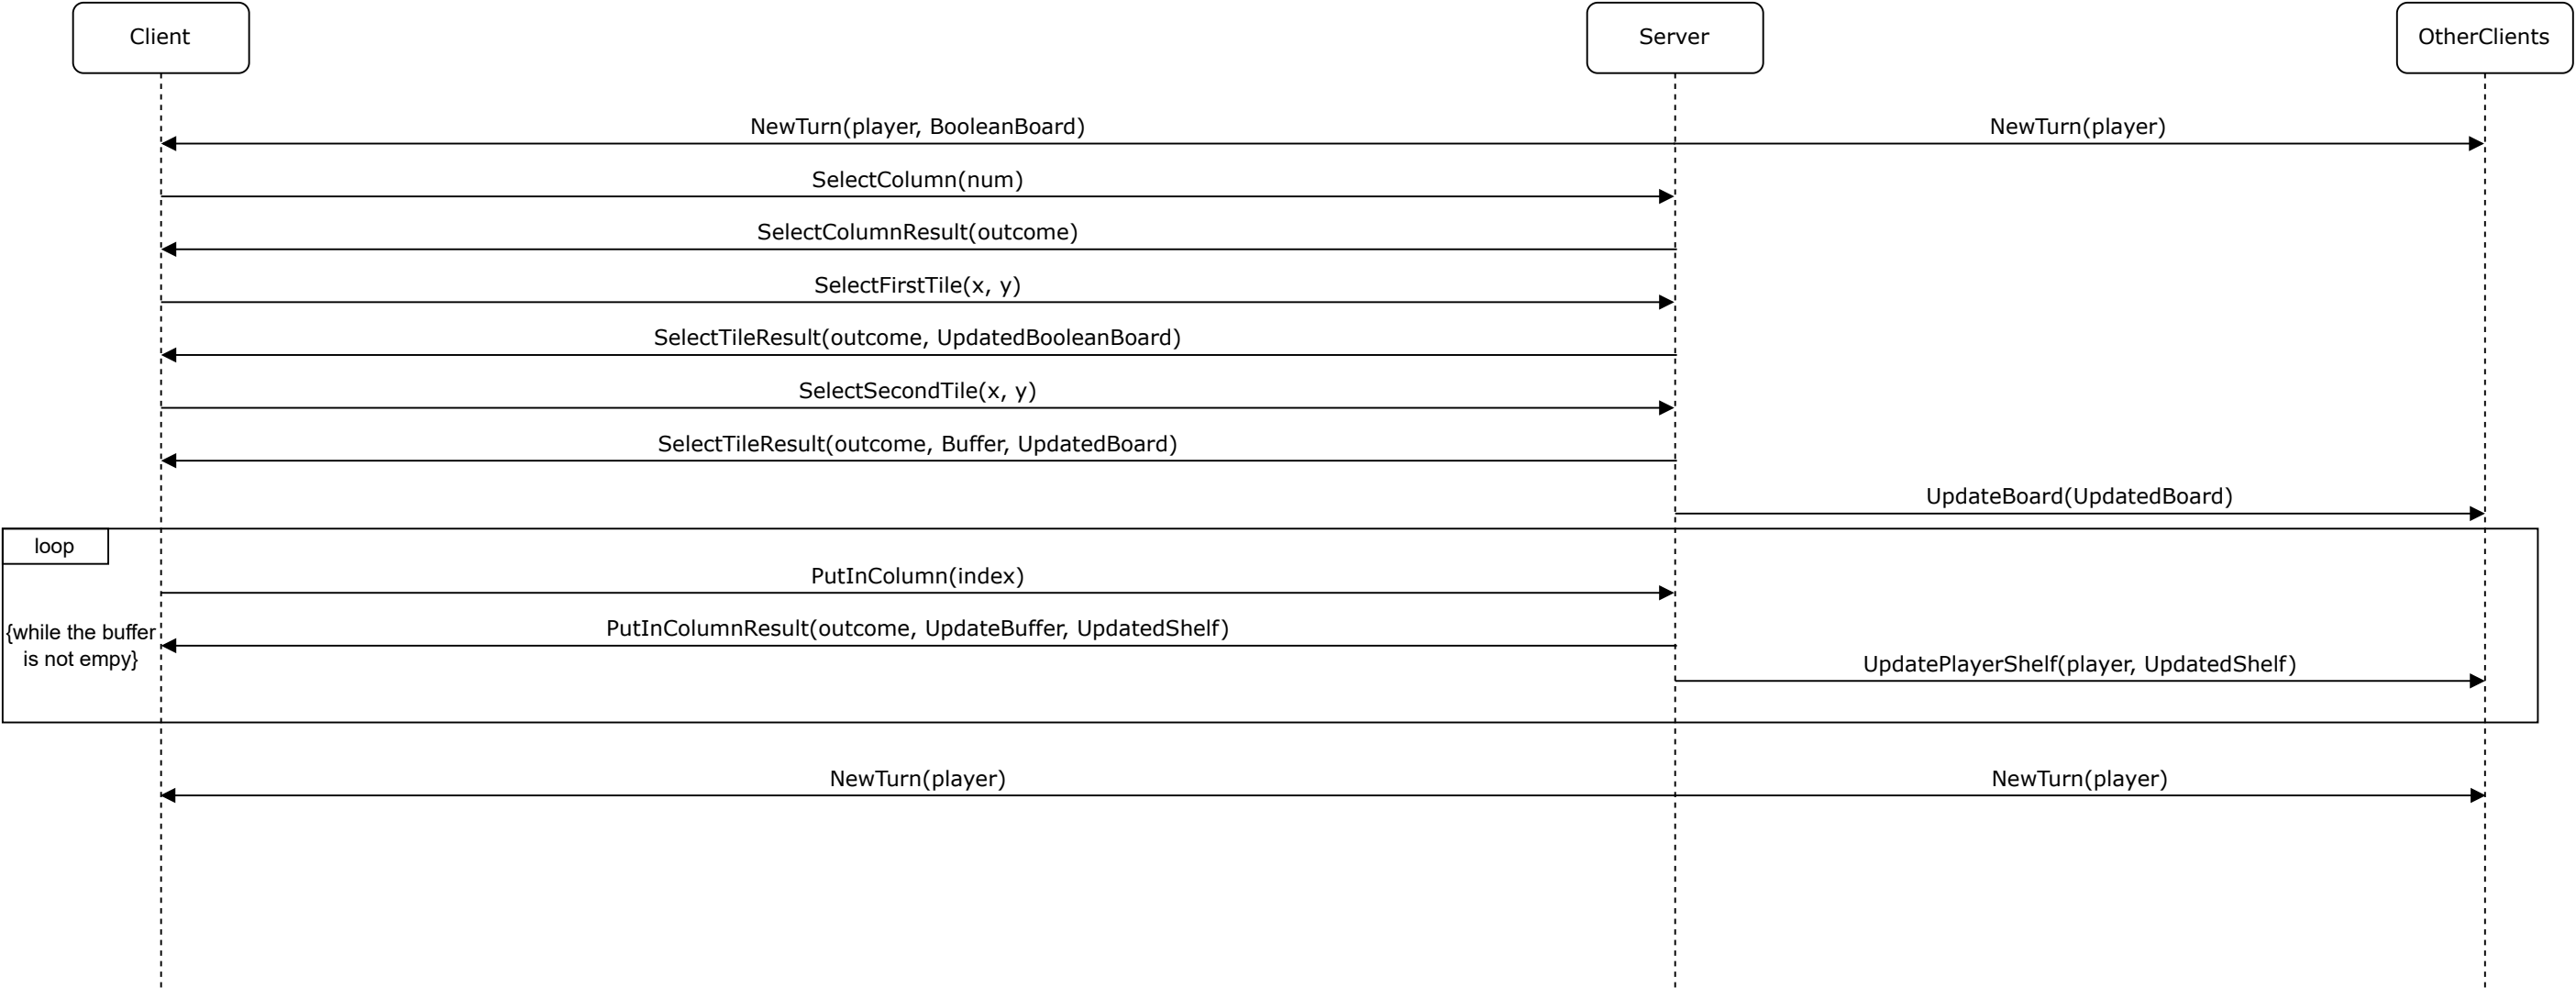 Client
Server
OtherClients
NewTurn(player, BooleanBoard)
NewTurn(player)
SelectColumn(num)
SelectColumnResult(outcome)
SelectFirstTile(x, y)
SelectTileResult(outcome, UpdatedBooleanBoard)
SelectSecondTile(x, y)
SelectTileResult(outcome, Buffer, UpdatedBoard)
UpdateBoard(UpdatedBoard)
loop
PutInColumn(index)
{while the buffer
is not empy}
PutInColumnResult(outcome, UpdateBuffer, UpdatedShelf)
UpdatePlayerShelf(player, UpdatedShelf)
NewTurn(player)
NewTurn(player)